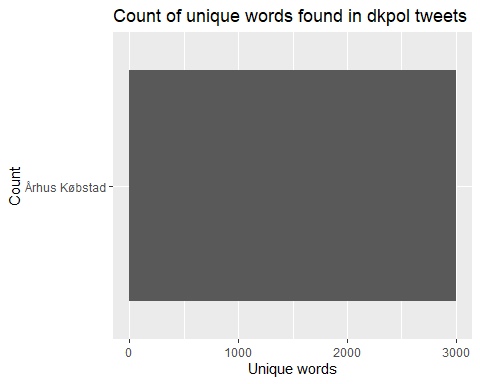 Count of unique words found in dkpol tweets
Count
Århus Købstad
0 1000 2000 3000
Unique words